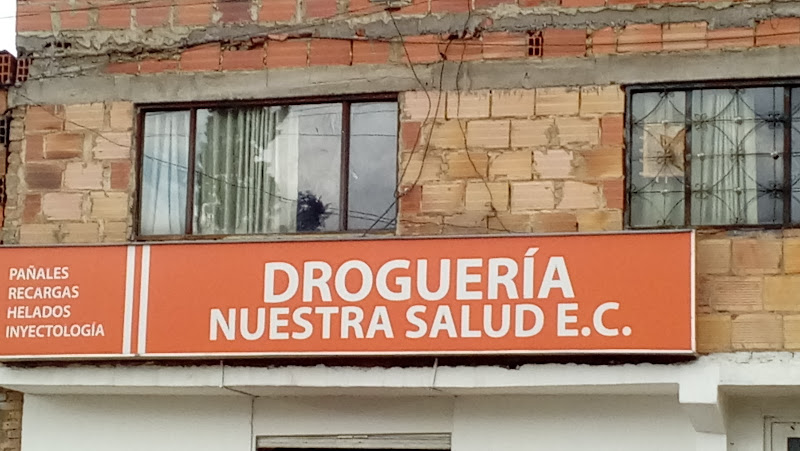 PAÑALES
RECARGAS
HELADOS
INYECTOLOGÍA
DROGUERÍA
NUESTRA SALUD E.C.